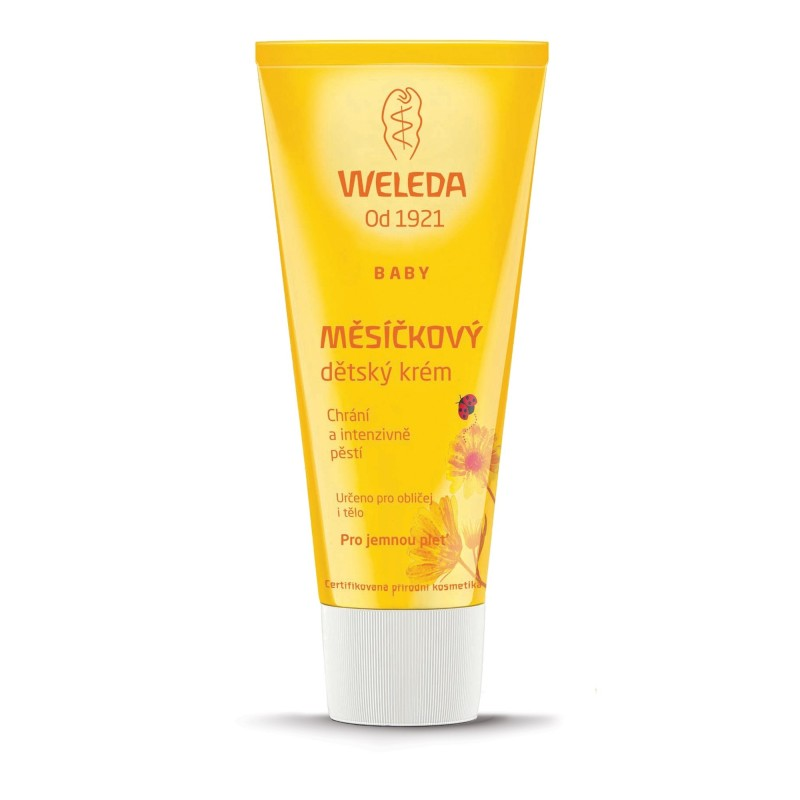 WELEDA
Od 1921
BABY
MĚSÍČKOVÝ
dětský krém
Chrání
a intenzivně
pěstí
Určeno pro obličej
i tělo
Pro jemnou pleť
Certifikovaná přírodní kosmetika